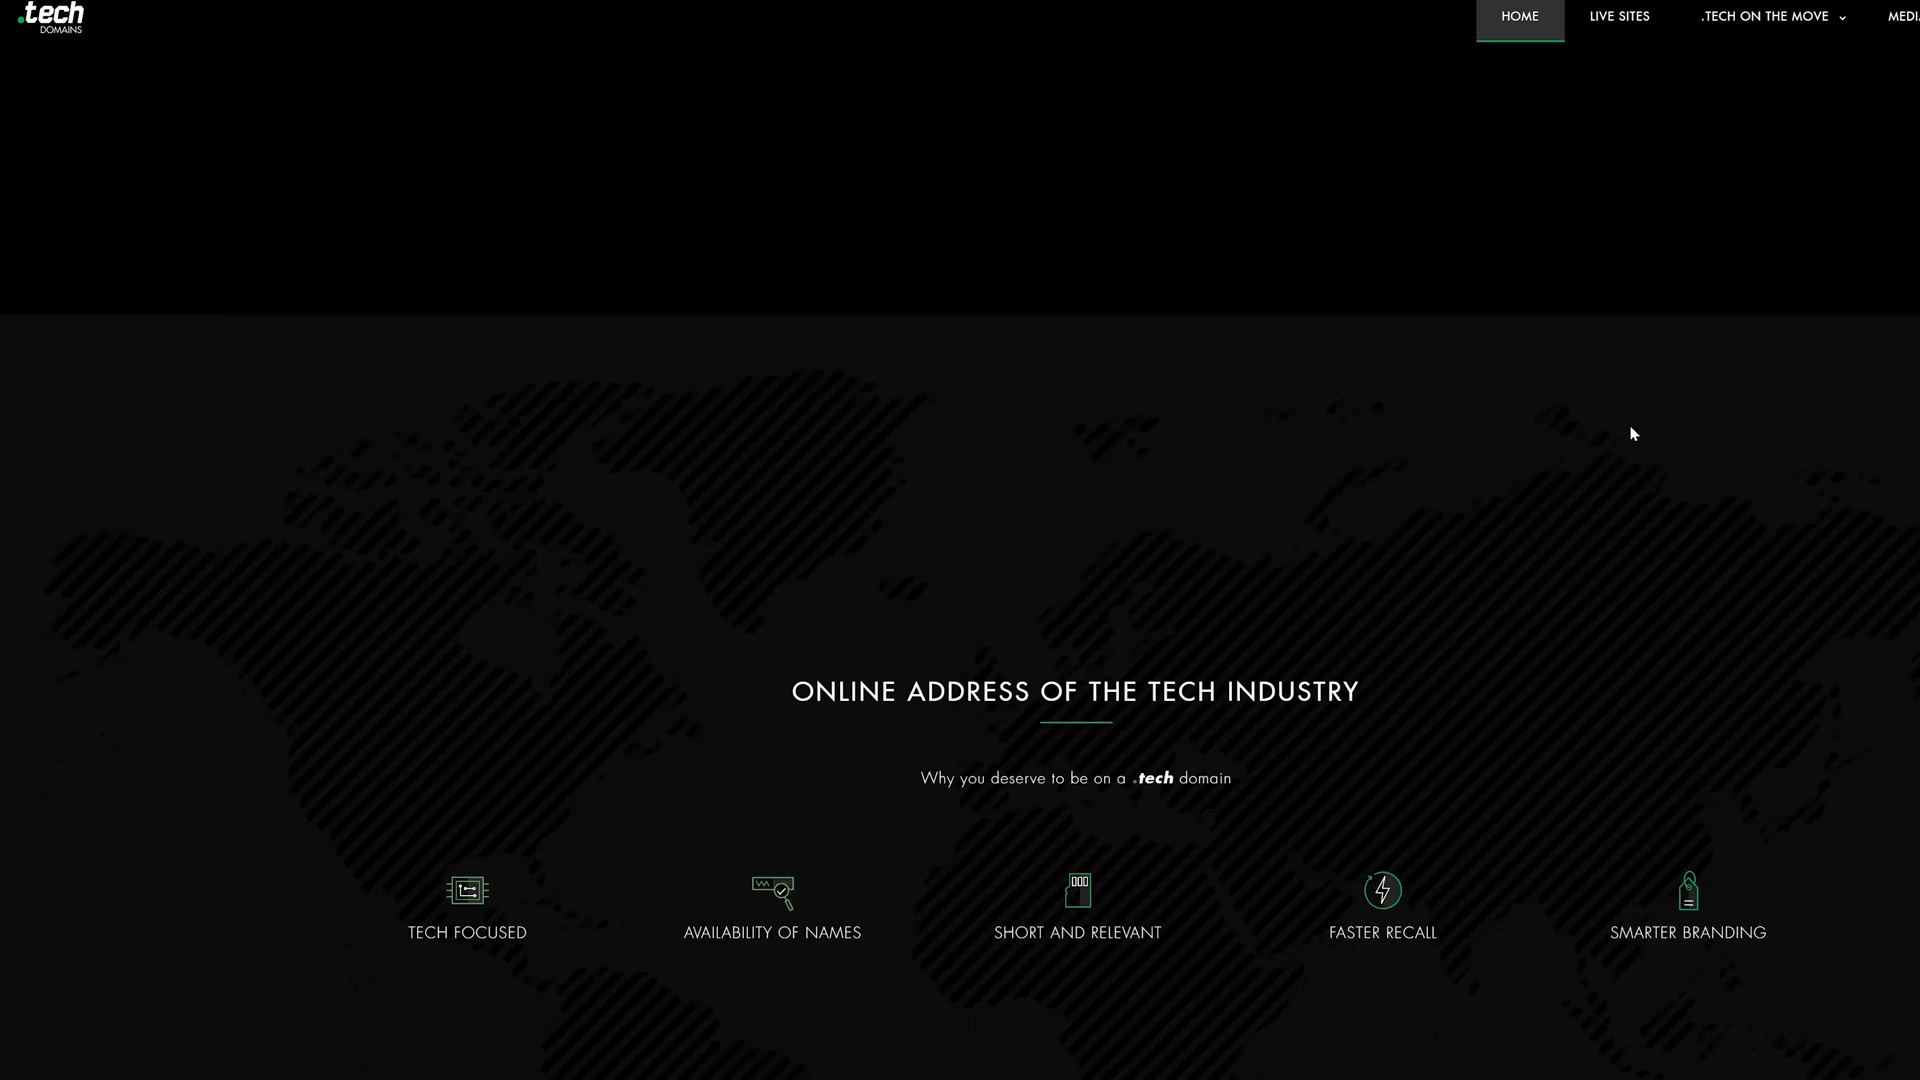 .tech
DOMAINS
HOME
LIVE SITES
.TECH ON THE MOVE
MEDI
ONLINE ADDRESS OF THE TECH INDUSTRY
Why you deserve to be on a .tech domain
TECH FOCUSED
AVAILABILITY OF NAMES
SHORT AND RELEVANT
FASTER RECALL
SMARTER BRANDING